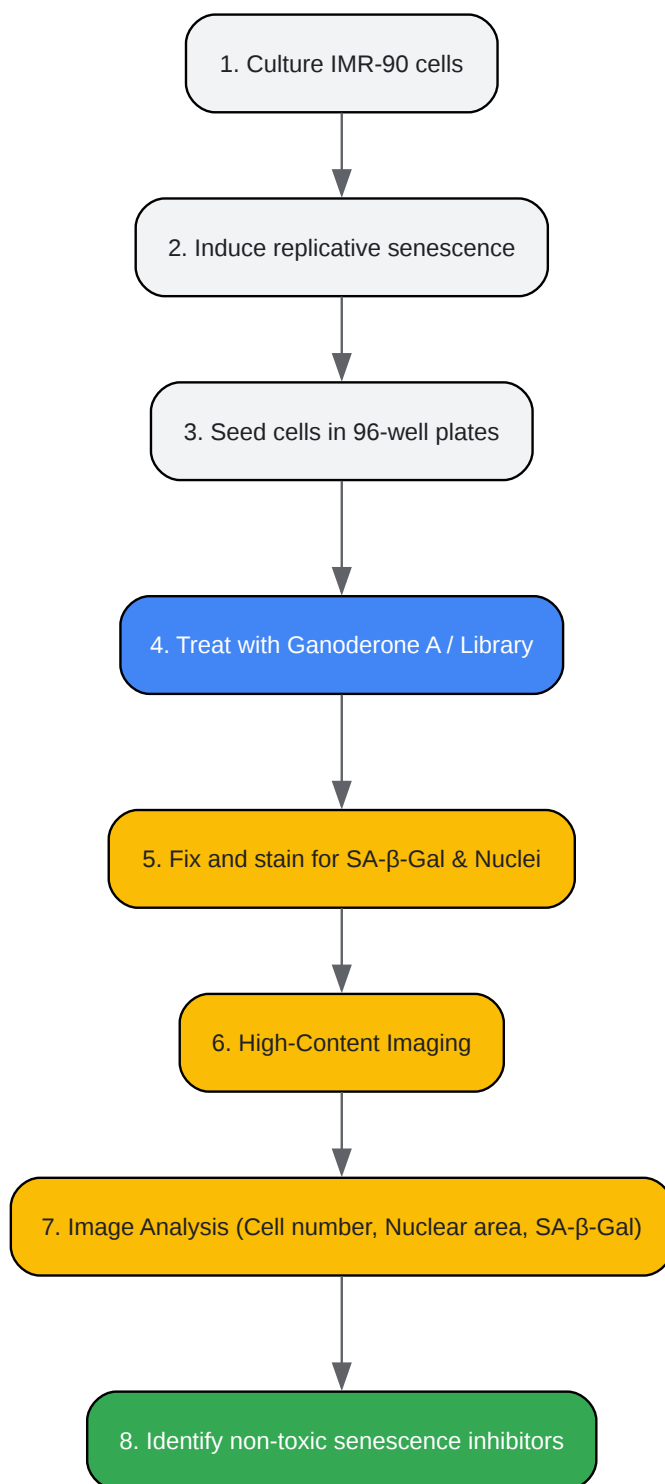 1. Culture IMR-90 cells
2. Induce replicative senescence
3. Seed cells in 96-well plates
4. Treat with Ganoderone A / Library
5. Fix and stain for SA-β-Gal & Nuclei
6. High-Content Imaging
7. Image Analysis (Cell number, Nuclear area, SA-β-Gal)
8. Identify non-toxic senescence inhibitors